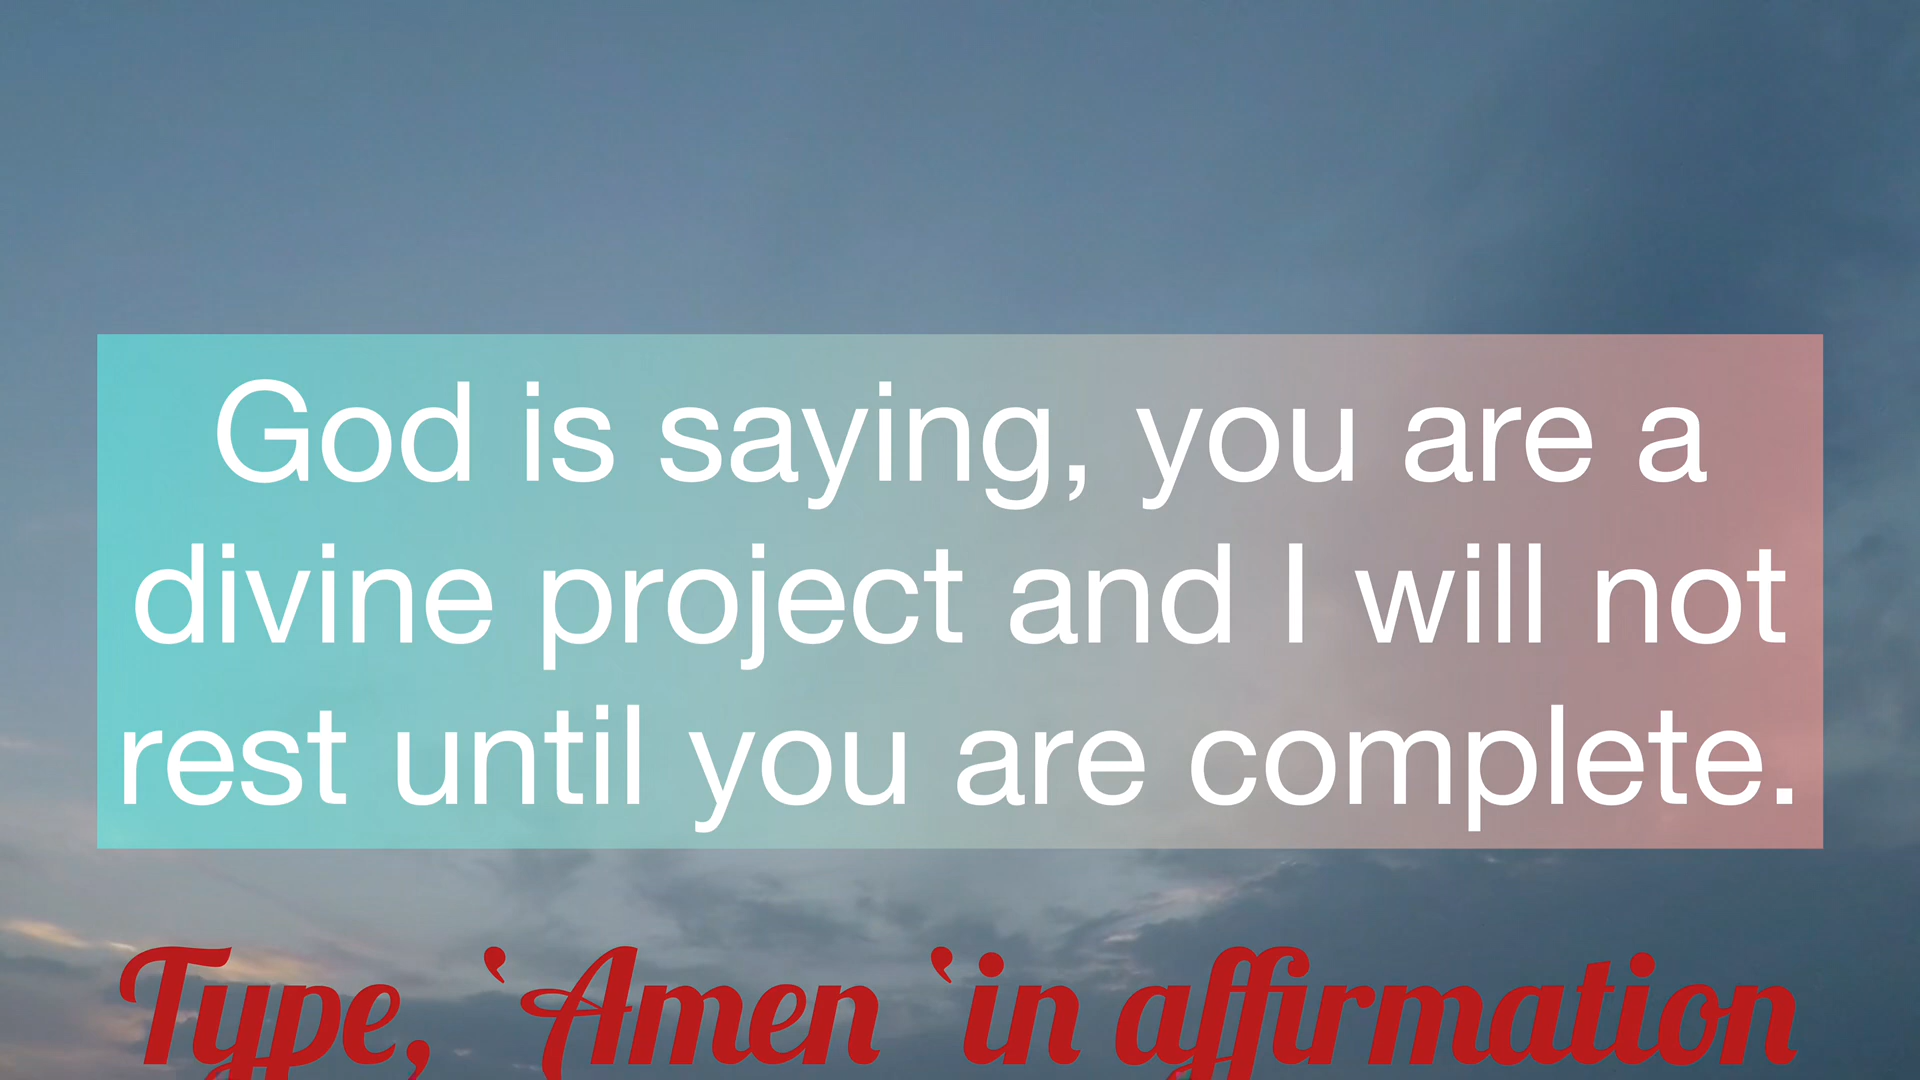 God is saying, you are a
divine project and I will not
rest until you are complete.
Type, `Amen `in affirmation